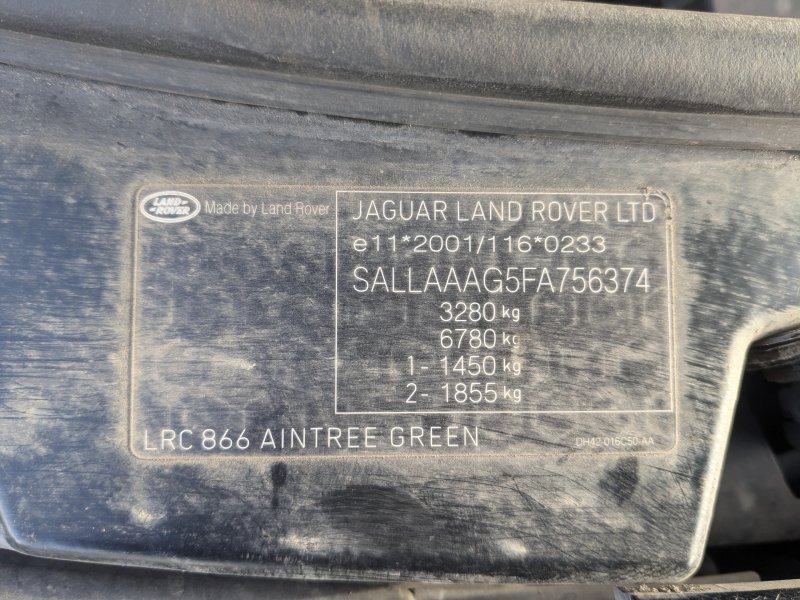 LAND-
ROVER
Made by Land Rover
JAGUAR LAND ROVER LTD
e11*2001/116*0233
SALLAAAG5FA756374
3280 kg
6780 kg
1- 1450 kg
2- 1855 kg
LRC 866 AINTREE GREEN
DH42-016C50-AA